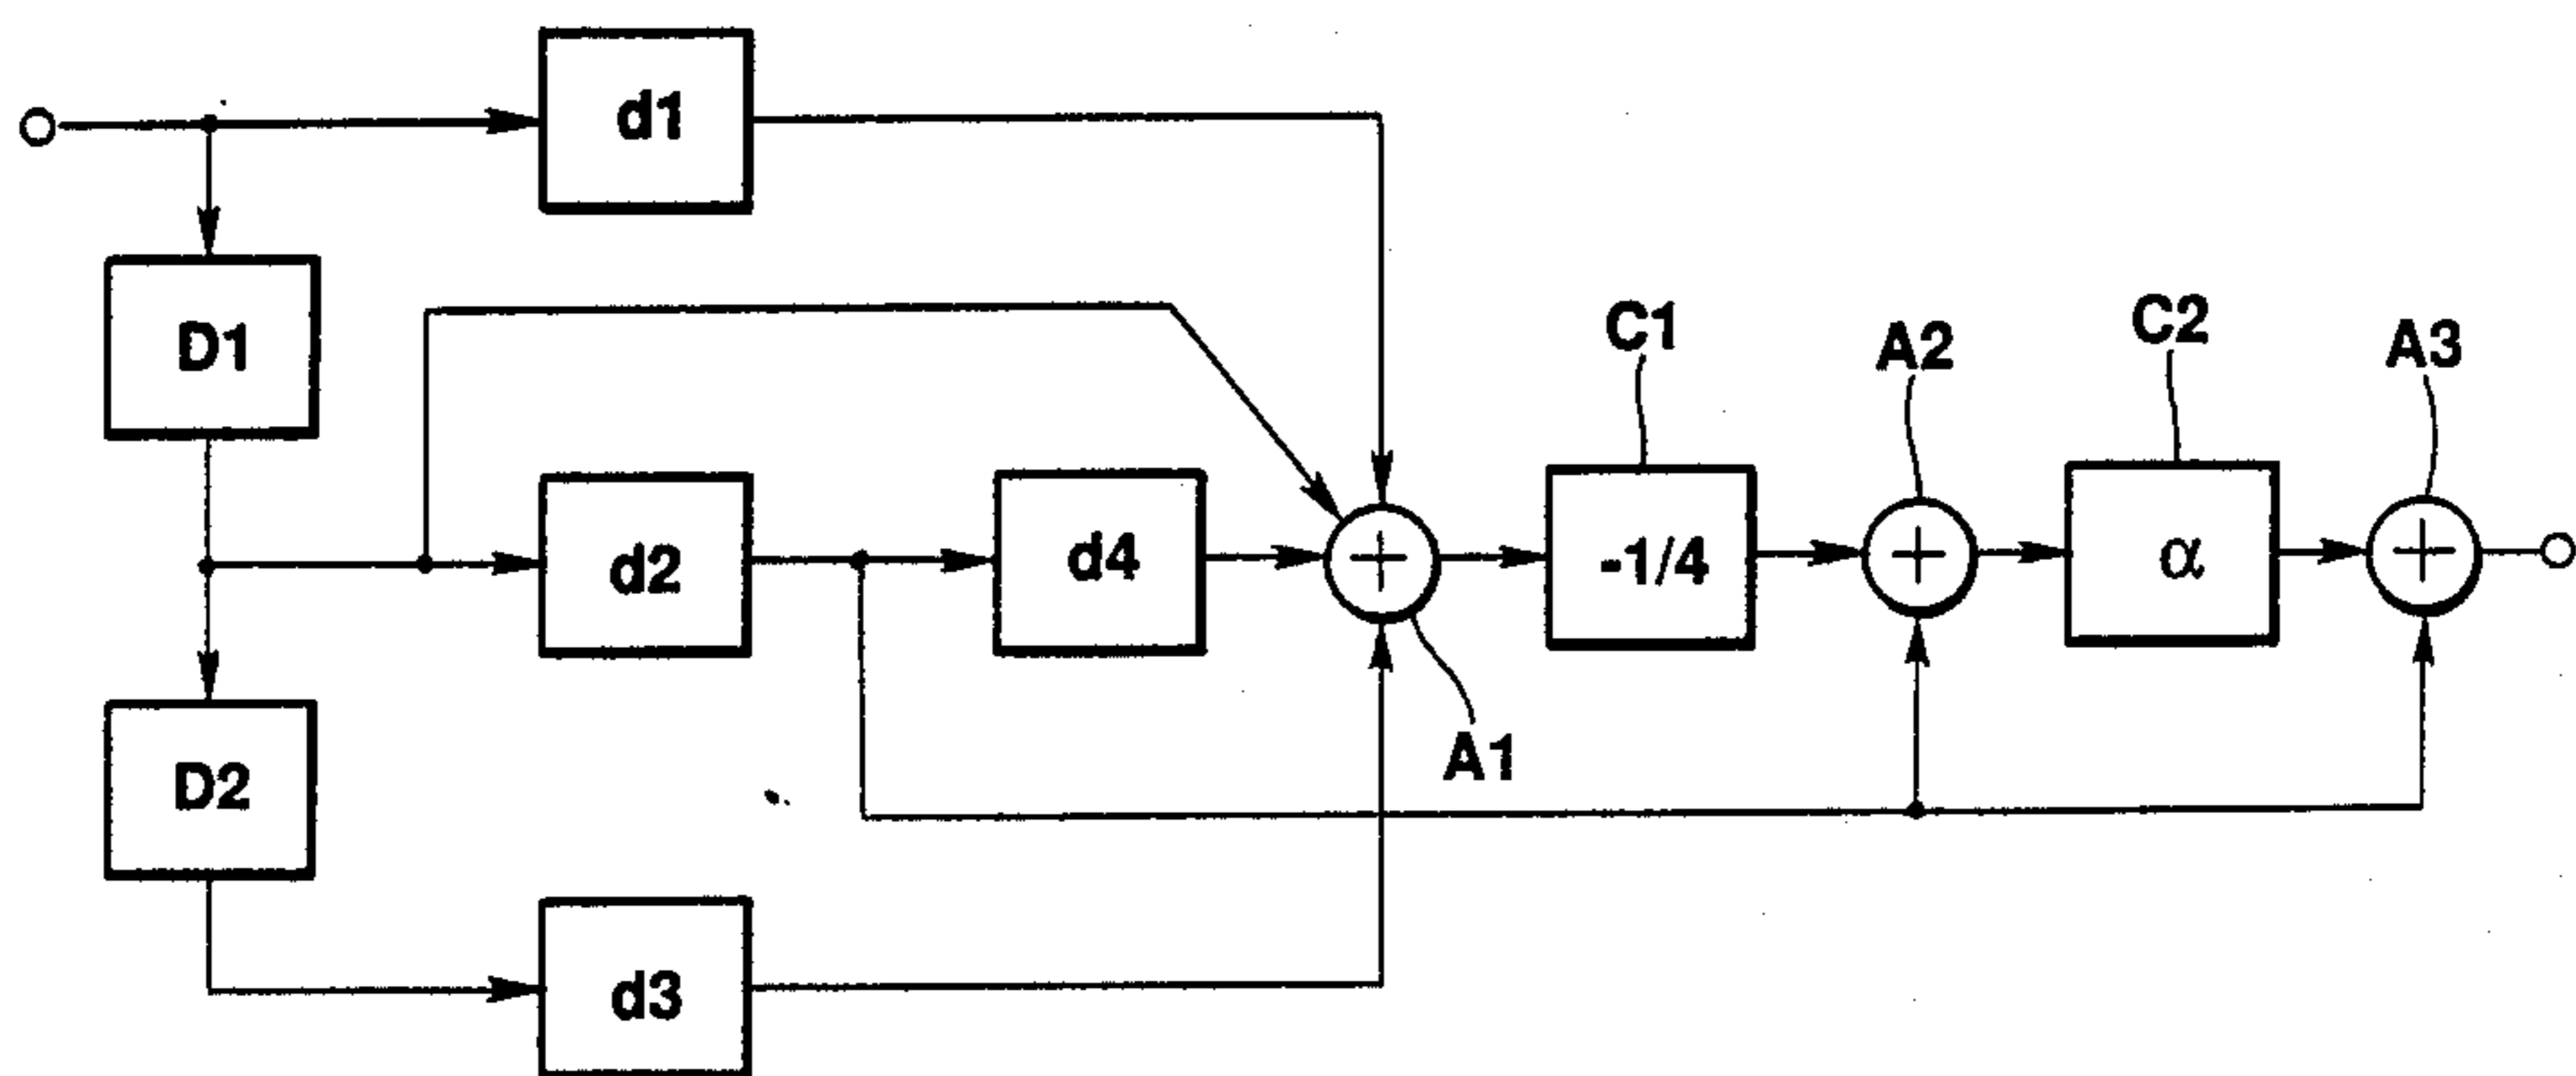 d1
D1
C1
A2
C2
A3
d2
d4
+
-1/4
+
α
+
A1
D2
d3